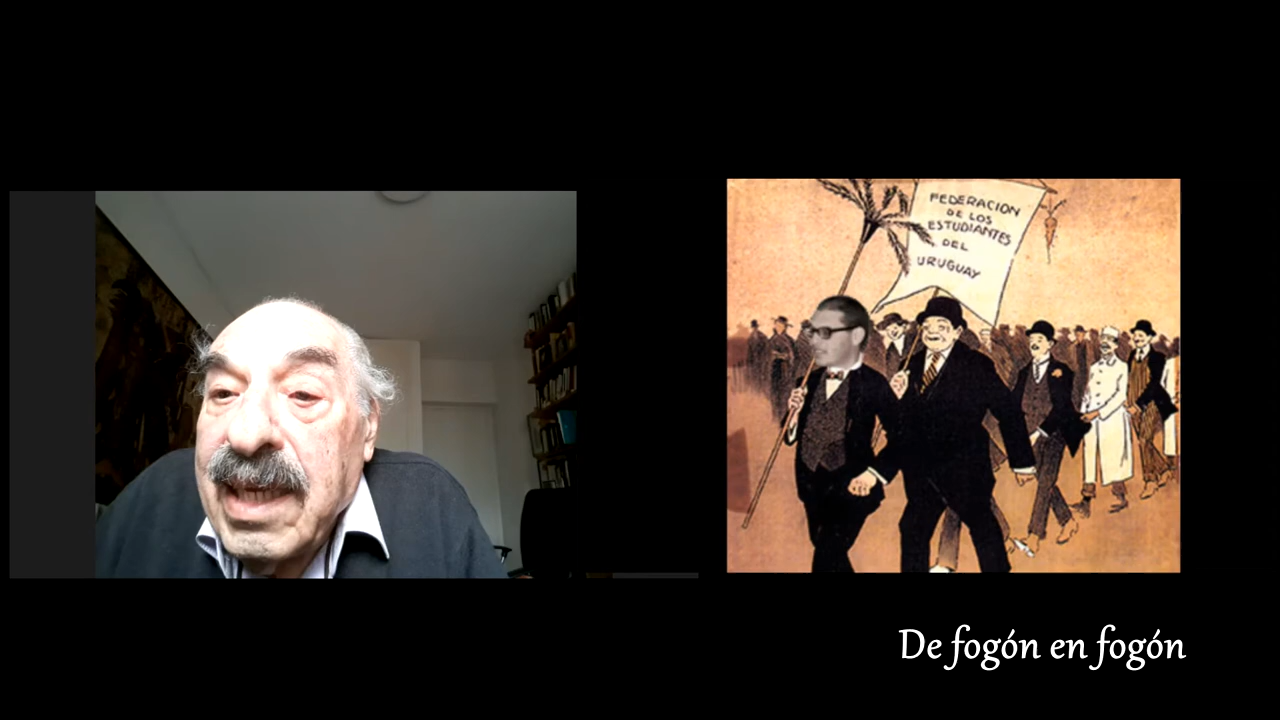 FEDERACION
DE LOS
ESTUDIANTES
DEL
URUGUAY
De fogón en fogón